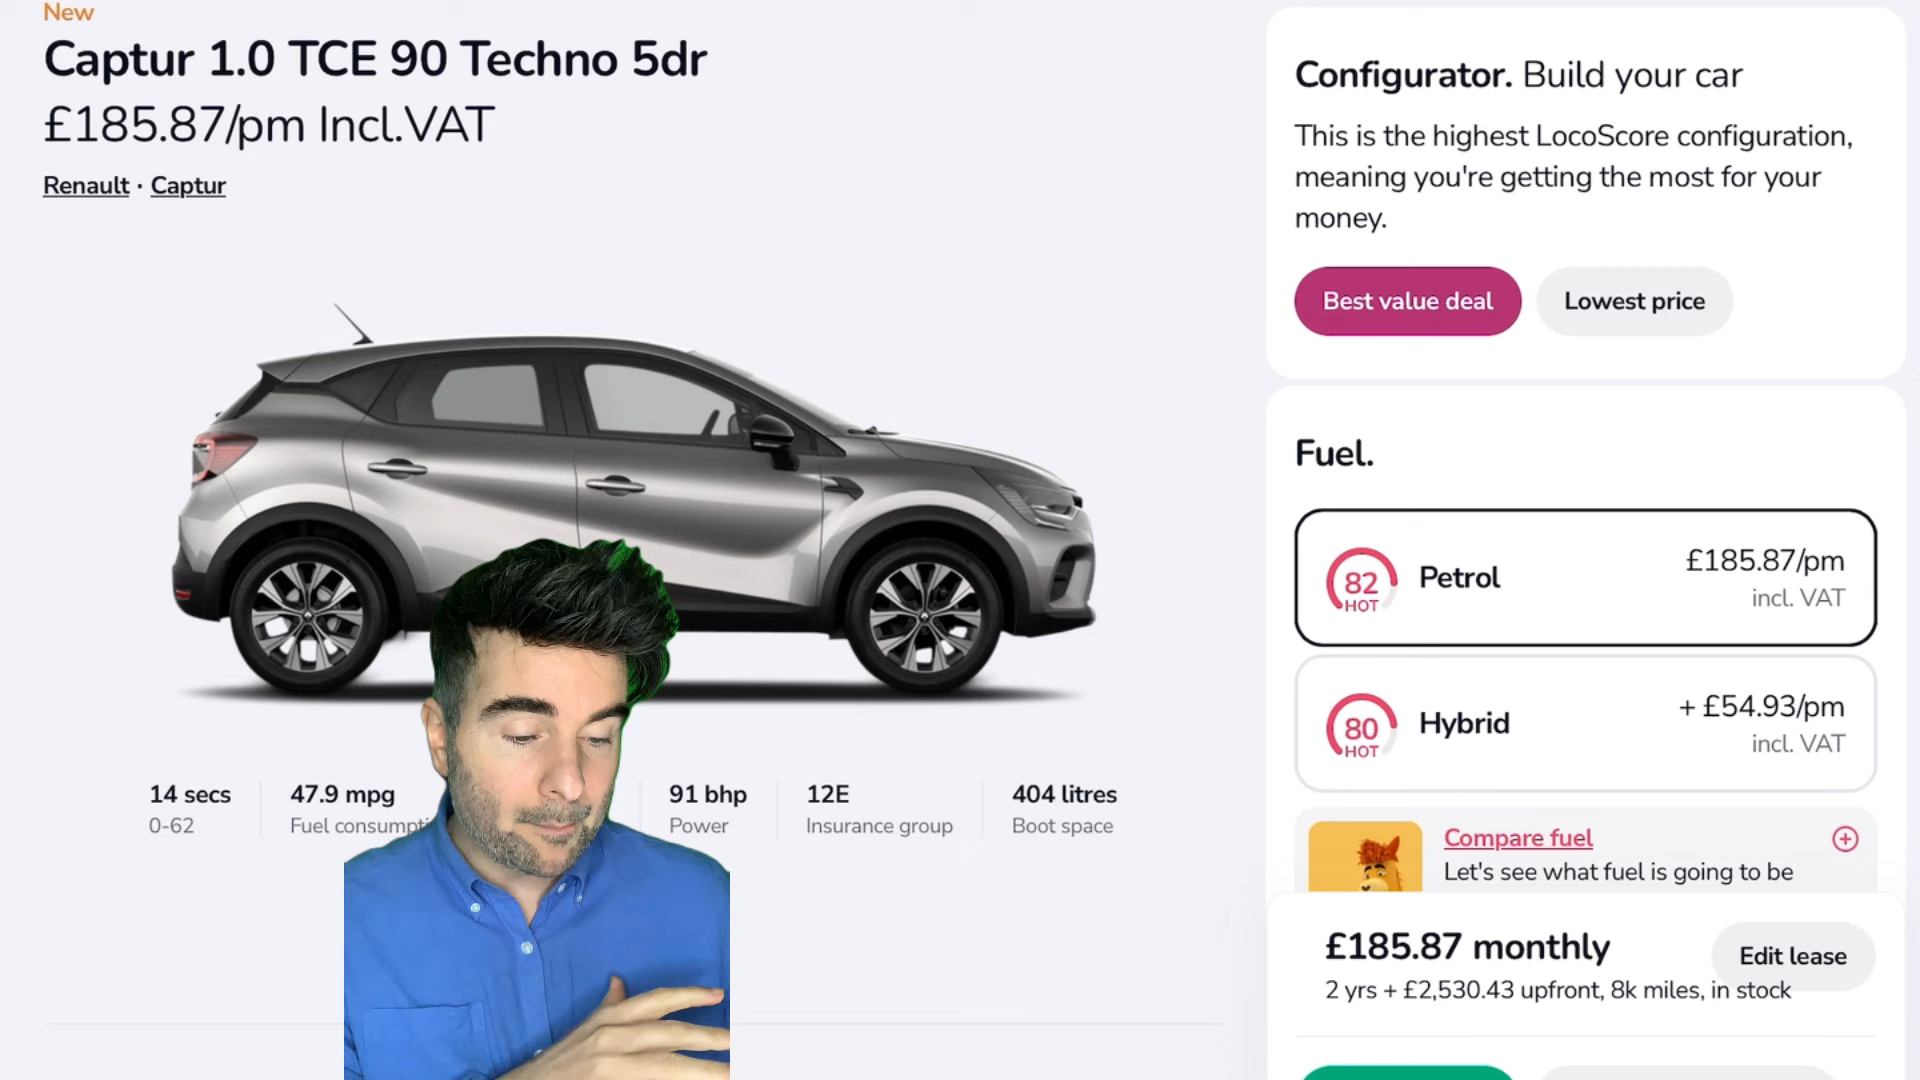 New
Captur 1.0 TCE 90 Techno 5dr
£185.87/pm Incl.VAT
Renault · Captur
14 secs
0-62
47.9 mpg
Fuel consumpti
91 bhp
Power
12E
Insurance group
404 litres
Boot space
Configurator. Build your car
This is the highest LocoScore configuration,
meaning you're getting the most for your
money.
Best value deal
Lowest price
Fuel.
82
HOT
Petrol
£185.87/pm
incl. VAT
80
HOT
Hybrid
+ £54.93/pm
incl. VAT
Compare fuel
Let's see what fuel is going to be
£185.87 monthly
Edit lease
2 yrs + £2,530.43 upfront, 8k miles, in stock